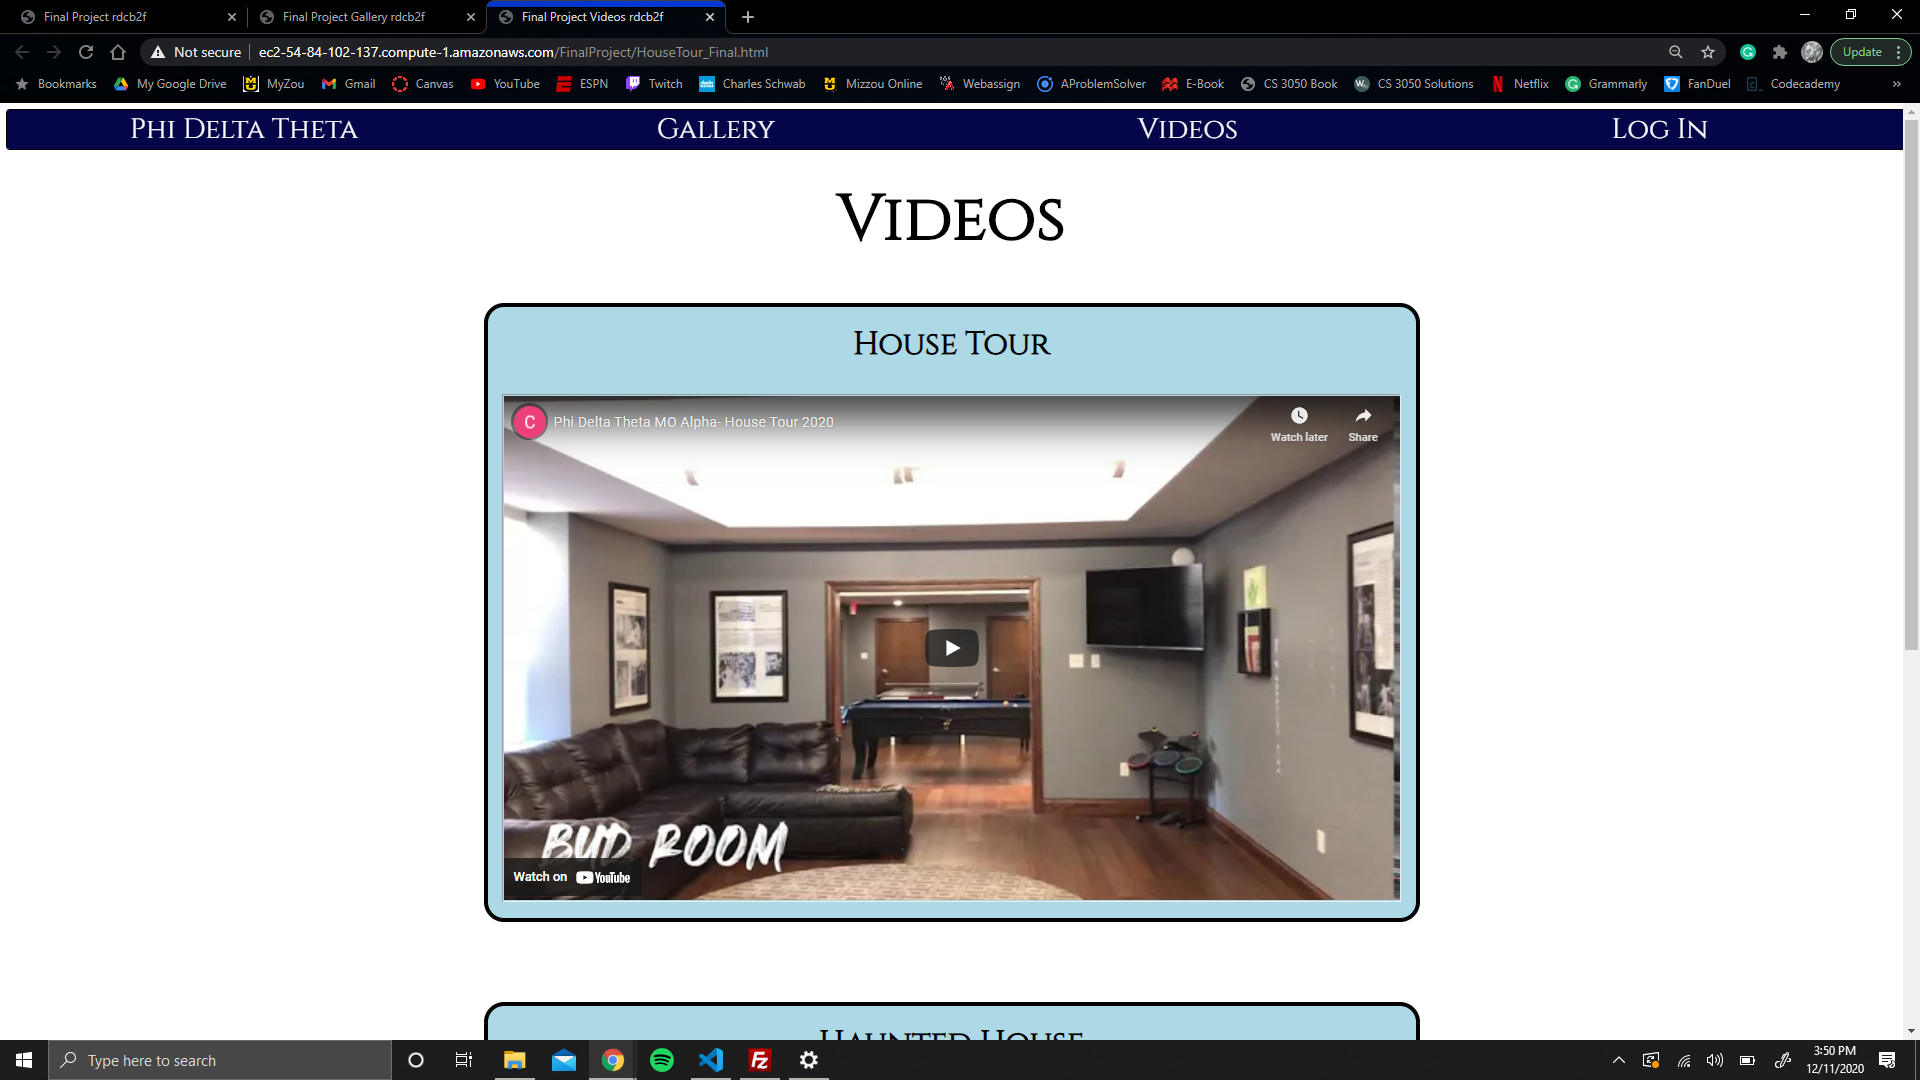 Final Project rdcb2f
Final Project Gallery rdcb2f
Final Project Videos rdcb2f
Not secure
ec2-54-84-102-137.compute-1.amazonaws.com/FinalProject/HouseTour_Final.html
Update
Bookmarks
My Google Drive
MyZou
Gmail
Canvas
YouTube
ESPN
Twitch
Charles Schwab
Mizzou Online
Webassign
AProblemSolver
E-Book
CS 3050 Book
CS 3050 Solutions
Netflix
Grammarly
FanDuel
Codecademy
Phi Delta Theta
Gallery
Videos
Log In
Videos
House Tour
C
Phi Delta Theta MO Alpha- House Tour 2020
Watch later
Share
BUD ROOM
Watch on YouTube
Haunted House
Type here to search
3:50 PM
12/11/2020